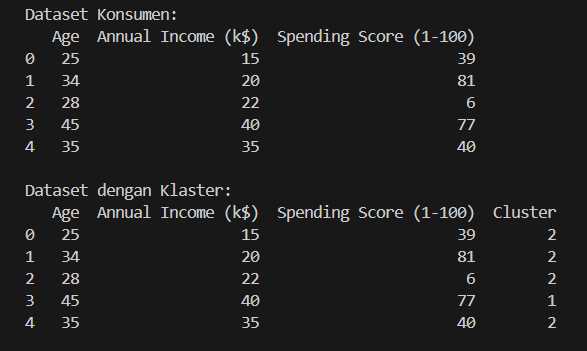 Dataset Konsumen:
Age Annual Income (k$) Spending Score (1-100)
0 25 15 39
1 34 20 81
2 28 22 6
3 45 40 77
4 35 35 40
Dataset dengan Klaster:
Age Annual Income (k$) Spending Score (1-100) Cluster
0 25 15 39 2
1 34 20 81 2
2 28 22 6 2
3 45 40 77 1
4 35 35 40 2